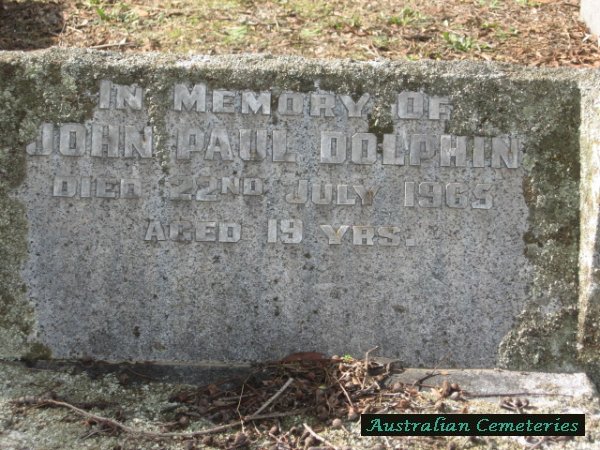 IN MEMORY OF
JOHN PAUL DOLPHIN
DIED 22ND JULY 1965
AGED 19 YRS.
Australian Cemeteries